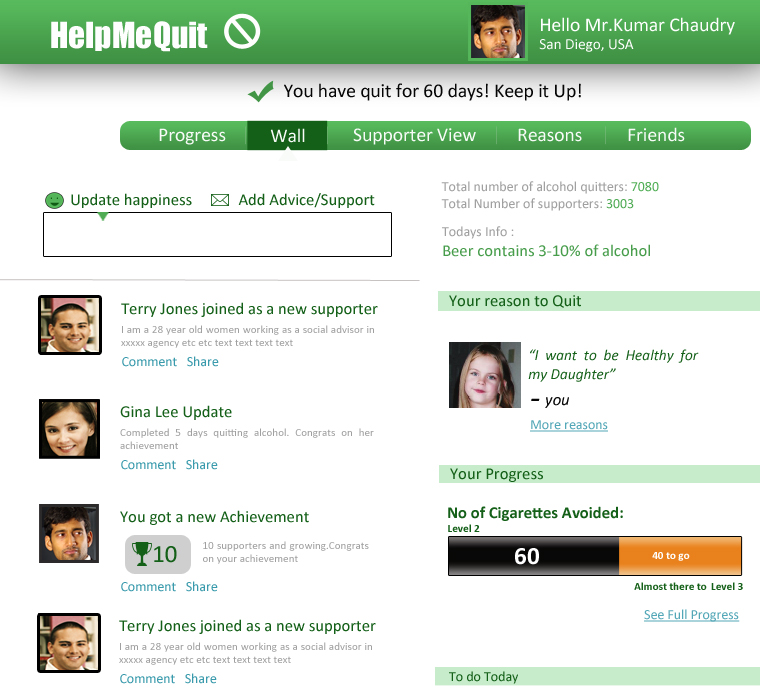 HelpMeQuit
Hello Mr.Kumar Chaudry
San Diego, USA
You have quit for 60 days! Keep it Up!
Progress Wall Supporter View Reasons Friends
Update happiness Add Advice/Support
Terry Jones joined as a new supporter
I am a 28 year old women working as a social advisor in
xxxxx agency etc etc text text text text
Comment Share
Gina Lee Update
Completed 5 days quitting alcohol. Congrats on her
achievement
Comment Share
You got a new Achievement
10
10 supporters and growing.Congrats
on your achievement
Comment Share
Terry Jones joined as a new supporter
I am a 28 year old women working as a social advisor in
xxxxx agency etc etc text text text text
Comment Share
Total number of alcohol quitters: 7080
Total Number of supporters: 3003
Todays Info :
Beer contains 3-10% of alcohol
Your reason to Quit
“I want to be Healthy for
my Daughter”
– you
More reasons
Your Progress
No of Cigarettes Avoided:
Level 2
60 40 to go
Almost there to Level 3
See Full Progress
To do Today